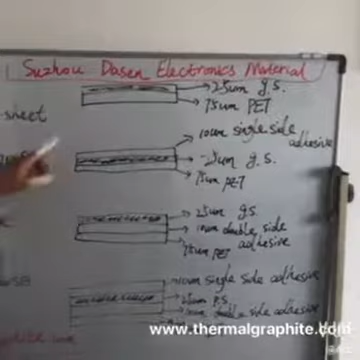 Suzhou Dasen Electronics Material
25um g.s.
75um PET
sheet
10um single side adhesive
25um g.s.
75um PET
25um g.s.
10um double side adhesive
75um PET
10um single side adhesive
25um g.s.
10um double side adhesive
www.thermalgraphite.com